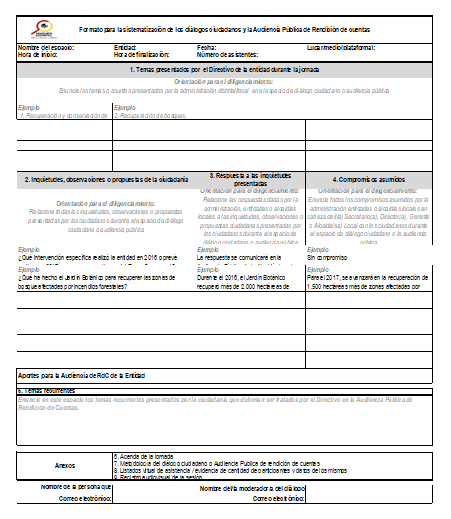 Formato para la sistematización de los diálogos ciudadanos y la Audiencia Pública de Rendición de cuentas
Nombre del espacio: Entidad: Fecha: Lugar/medio(plataforma):
Hora de inicio: Hora de finalización: Número de asistentes:
1. Temas presentados por el Directivo de la entidad durante la jornada
Orientación para el diligenciamiento:
Enuncie los temas o asuntos presentados por la administración distrital/local en el espacio de diálogo ciudadano o audiencia pública
Ejemplo Ejemplo
1. Recuperación y conservación de 2. Recuperación de bosques.
2. Inquietudes, observaciones o propuestas de la ciudadanía
3. Respuesta a las inquietudes
presentadas
4. Compromisos asumidos
Orientación para el diligenciamiento:
Relacione todas las inquietudes, observaciones o propuestas
presentadas por los ciudadanos durante el espacio de diálogo
ciudadano o audiencia pública
Orientación para el diligenciamiento:
Relacione las respuestas dadas por la
administración, entidades o alcaldías
locales a las inquietudes, observaciones o
propuestas ciudadanas presentadas por
los ciudadanos durante el espacio de
diálogo ciudadano o audiencia pública
Orientación para el diligenciamiento:
Enuncie todos los compromisos asumidos por la
administración entidades o alcaldías locales en
cabeza de(la) Secretario(a), Director(a), Gerente
o Alcalde(sa) Local con los ciudadanos durante
el espacio de diálogo ciudadano o la audiencia
pública
Ejemplo
¿Qué intervención específica realizó la entidad en 2016 o prevé
Ejemplo
La respuesta se comunicará en la
Ejemplo
Sin compromiso
Ejemplo
¿Qué ha hecho el Jardín Botánico para recuperar las zonas de
bosque afectadas por incendios forestales?
Ejemplo
Durante el 2016, el Jardín Botánico
recuperó más de 2.000 hectáreas de
Ejemplo
Para el 2017, se avanzará en la recuperación de
1.500 hectáreas más de zonas afectadas por
Aportes para la Audiencia de RdC de la Entidad
5. Temas recurrentes
Enuncie en este espacio los temas recurrentes presentados por la ciudadanía que deberían ser tratados por el Directivo en la Audiencia Pública de
Rendición de Cuentas.
Anexos
6. Agenda de la jornada
7. Metodología del diálogo ciudadano o Audiencia Pública de rendición de cuentas
8. Listados virtual de asistencia / evidencia de cantidad de participantes y datos de los mismos
9. Registro audiovisual de la sesión
Nombre de la persona que Nombre del/la moderador/a del diálogo
Correo electrónico: Correo electrónico: